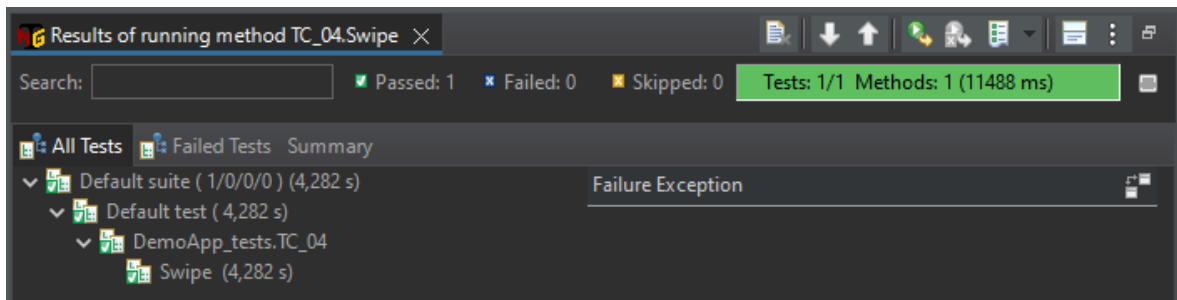 Results of running method TC_04.Swipe
Search: Passed: 1 Failed: 0 Skipped: 0 Tests: 1/1 Methods: 1 (11488 ms)
All Tests Failed Tests Summary
Default suite ( 1/0/0/0 ) (4,282 s)
Failure Exception
Default test ( 4,282 s)
DemoApp_tests.TC_04
Swipe (4,282 s)